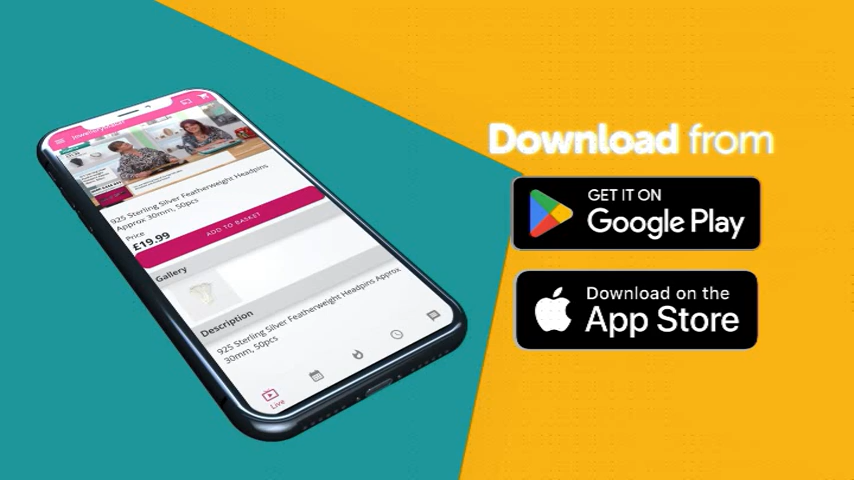 Download from
GET IT ON
Google Play
Download on the
App Store
925 Sterling Silver Featherweight Headpins
Approx 30mm, 50pcs
Price
£19.99
ADD TO BASKET
Gallery
Description
925 Sterling Silver Featherweight Headpins Approx
30mm, 50pcs
Live